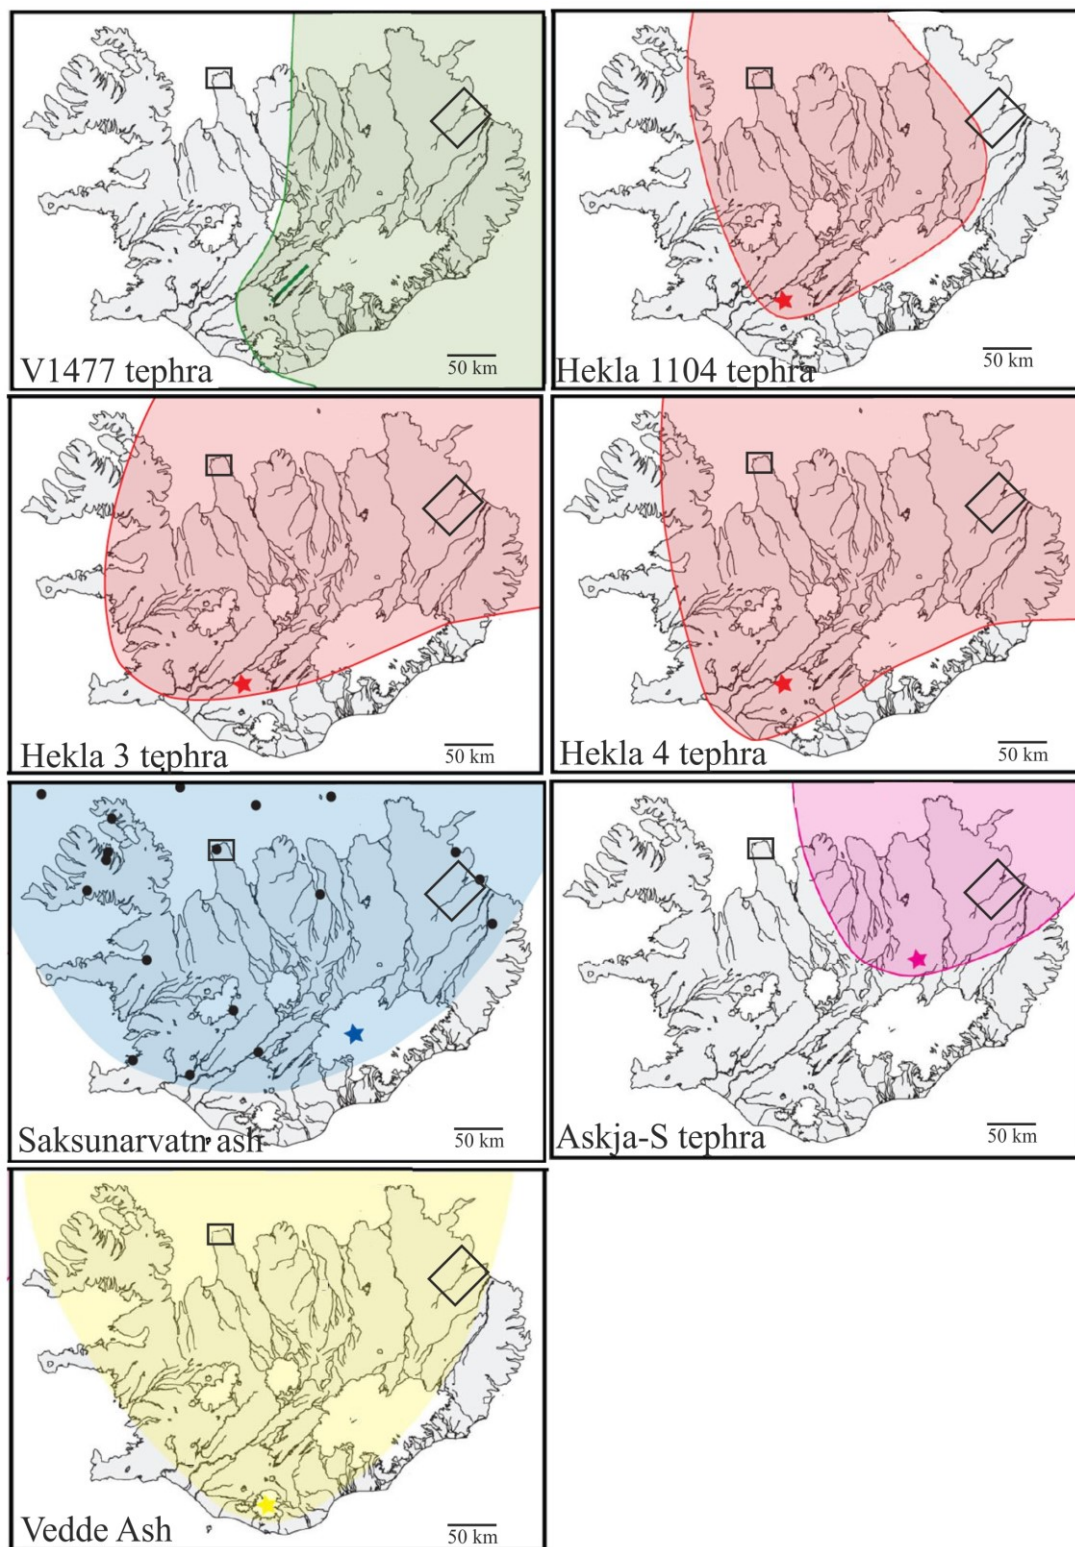 V1477 tephra
50 km
Hekla 1104 tephra
50 km
Hekla 3 tephra
50 km
Hekla 4 tephra
50 km
Saksunarvatn ash
50 km
Askja-S tephra
50 km
Vedde Ash
50 km